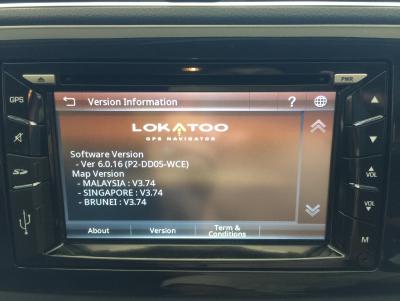 PWR
GPS
Version Information
?
LOKATOO
GPS NAVIGATOR
Software Version
- Ver 6.0.16 (P2-DD05-WCE)
Map Version
- MALAYSIA : V3.74
- SINGAPORE : V3.74
- BRUNEI : V3.74
About Version Term & Conditions
SD
VOL
VOL
M